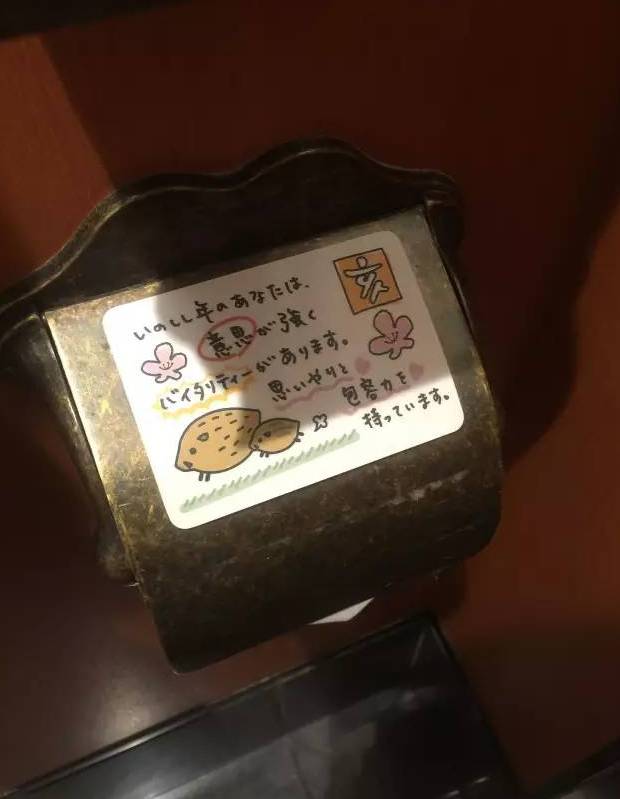 亥
いのしし年のあなたは、
意思が強く
バイタリティーがあります。
思いやりと
包容力を
持っています。